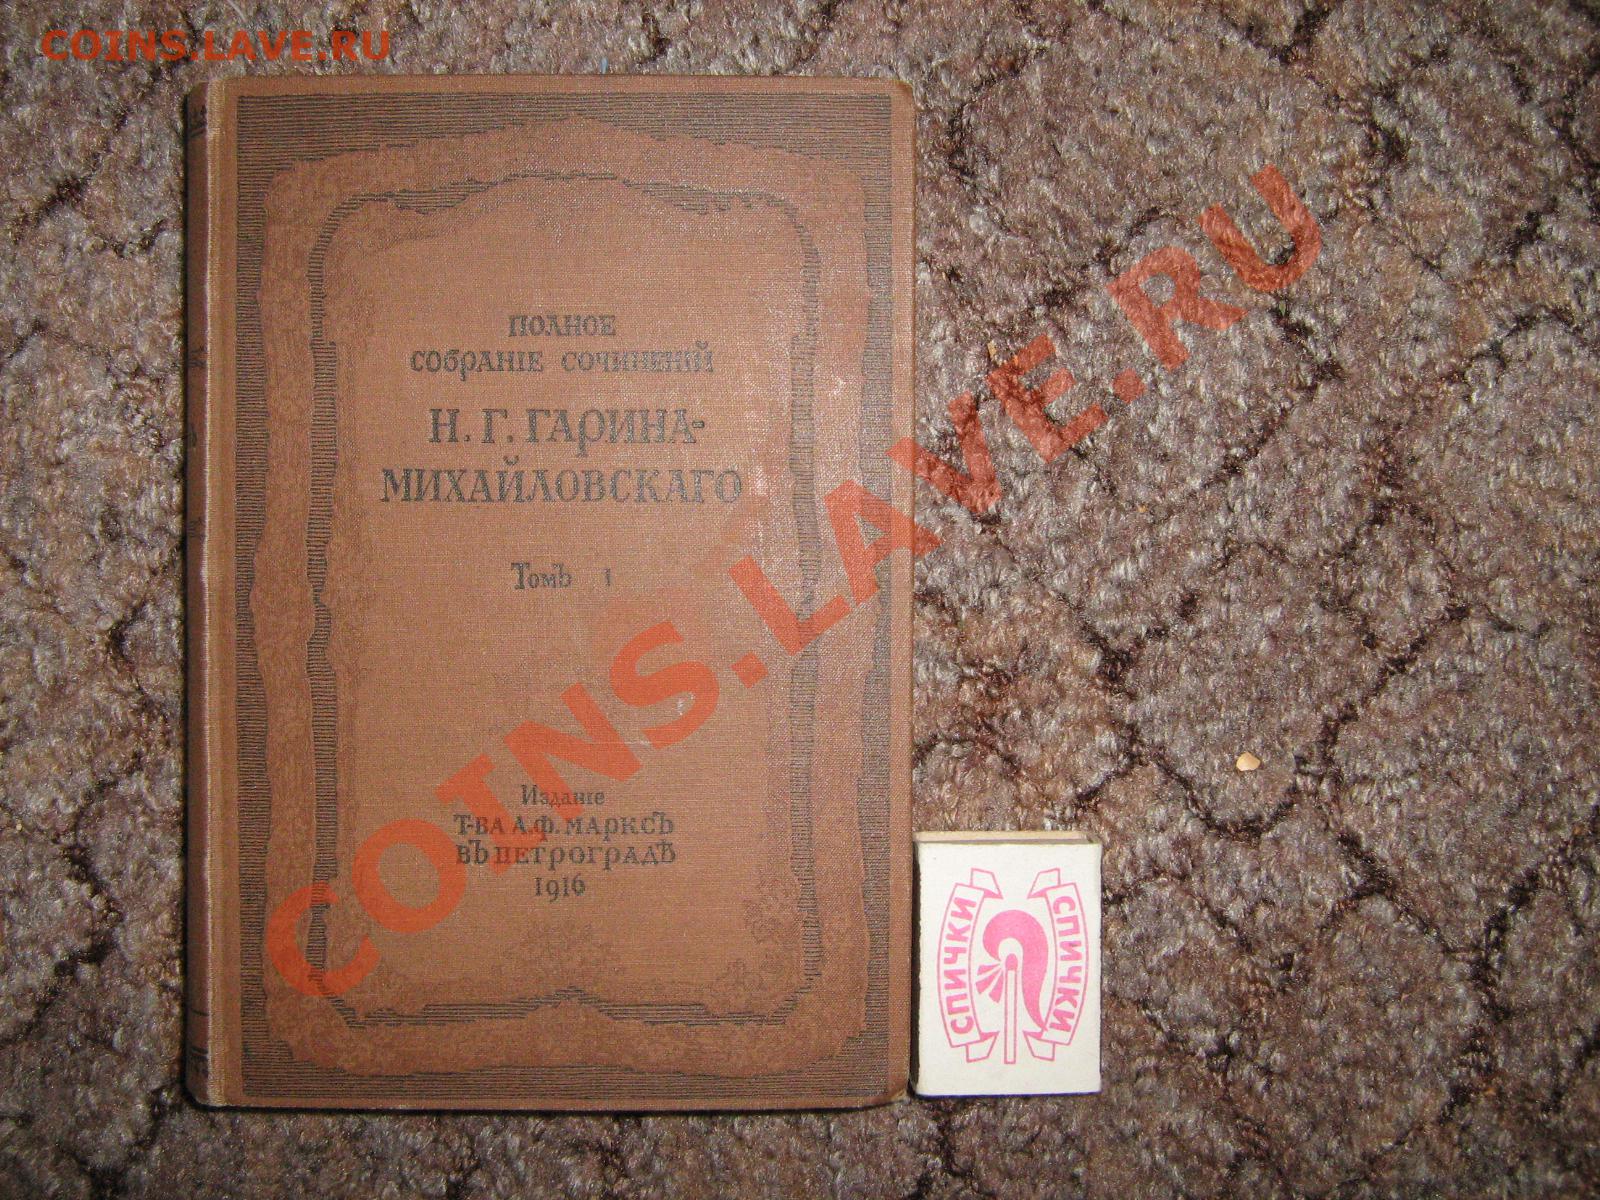 COINS.LAVE.RU
ПОЛНОЕ
СОБРАНІЕ СОЧИНЕНІЙ
Н. Г. ГАРИНА-
МИХАЙЛОВСКАГО
Томъ I
Изданіе
Т-ВА А. Ф. МАРКСЪ
ВЪ ПЕТРОГРАДѢ
1916
COINS.LAVE.RU
СПИЧКИ
СПИЧКИ